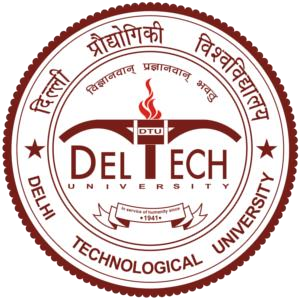 दिल्ली प्रौद्योगिकी विश्वविद्यालय
विज्ञानवान् प्रज्ञानवान् भवतु
DTU
DELTECH
UNIVERSITY
in service of humanity since
•1941•
★ DELHI TECHNOLOGICAL UNIVERSITY ★